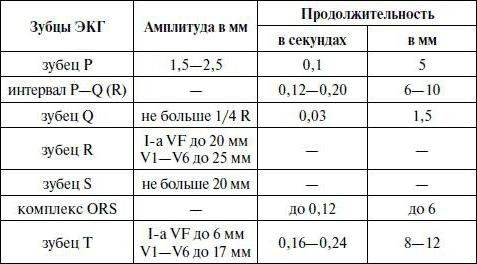 Зубцы ЭКГ Амплитуда в мм Продолжительность
в секундах в мм
зубец P 1,5—2,5 0,1 5
интервал P—Q (R) — 0,12—0,20 6—10
зубец Q не больше 1/4 R 0,03 1,5
зубец R I-a VF до 20 мм — —
V1—V6 до 25 мм
зубец S не больше 20 мм — —
комплекс ORS — до 0,12 до 6
зубец T I-a VF до 6 мм 0,16—0,24 8—12
V1—V6 до 17 мм